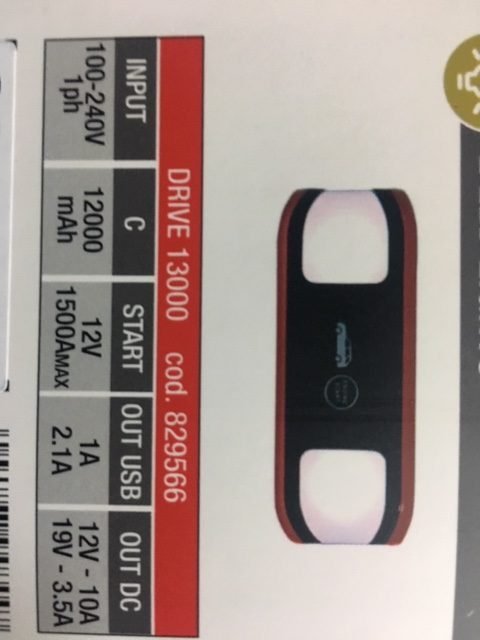 DRIVE 13000 cod. 829566
INPUT C START OUT USB OUT DC
100-240V 12000 12V 1A 12V - 10A
1ph mAh 1500AMAX 2.1A 19V - 3.5A